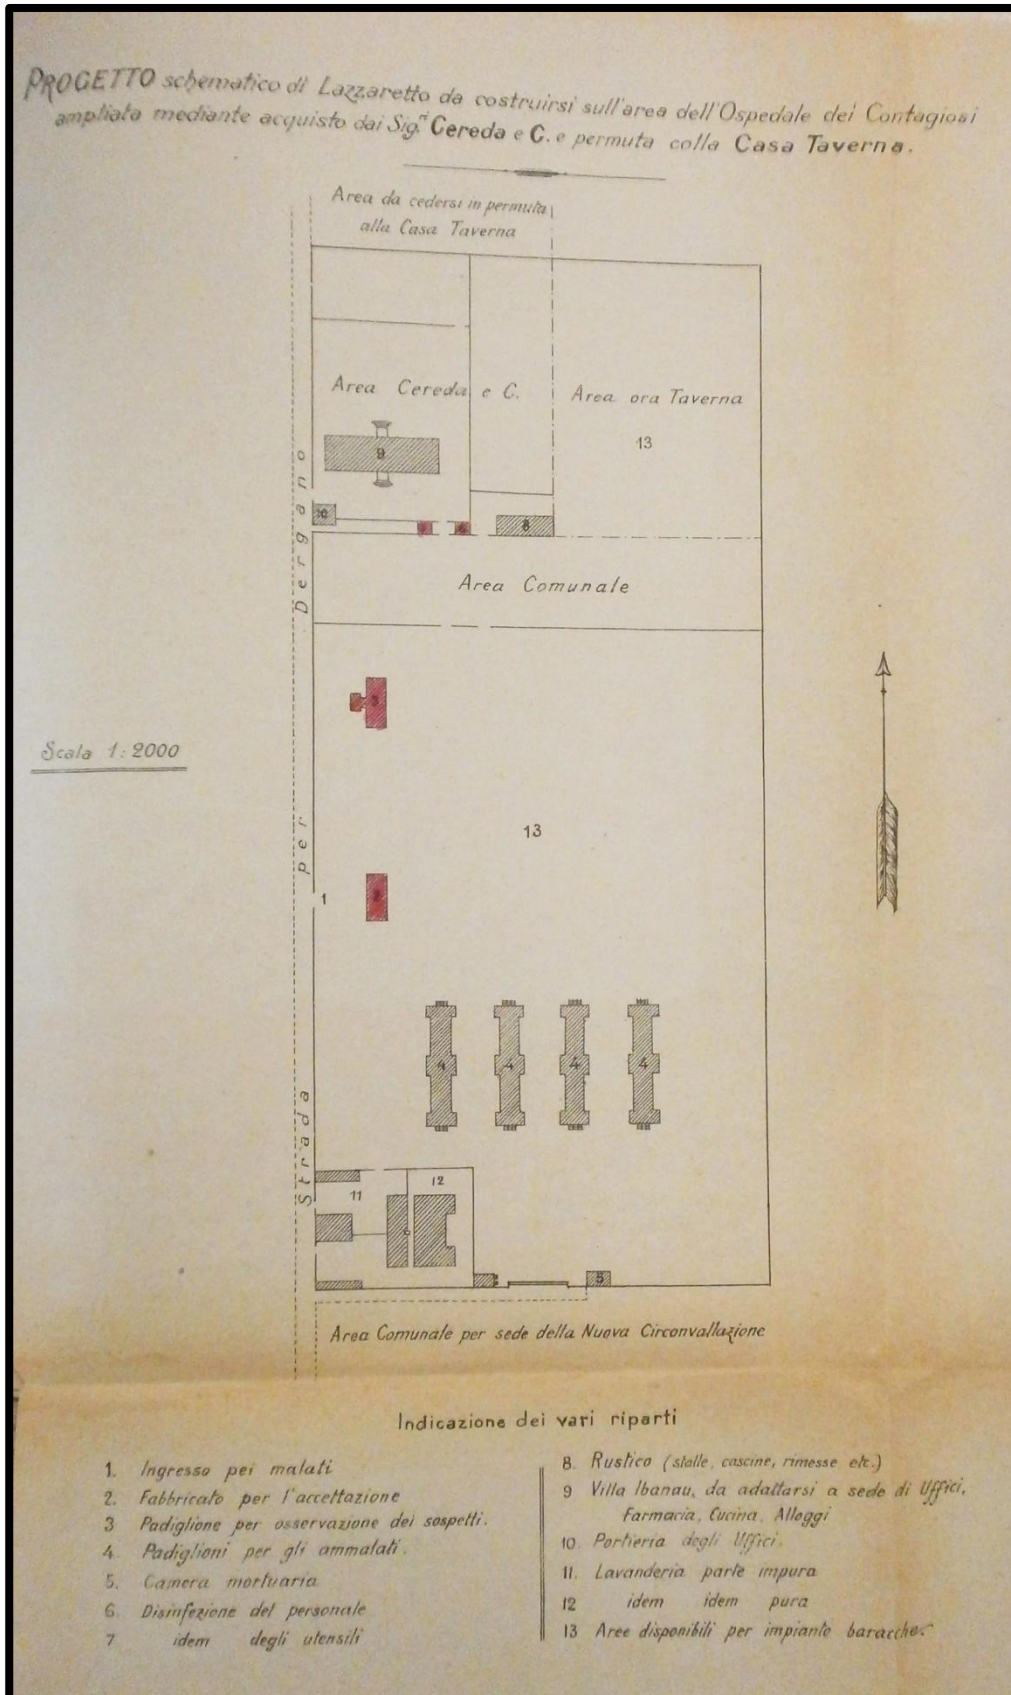 PROGETTO schematico di Lazzaretto da costruirsi sull'area dell'Ospedale dei Contagiosi
ampliata mediante acquisto dai Sig.ri Cereda e C. e permuta colla Casa Taverna.
Area da cedersi in permuta
alla Casa Taverna
Area Cereda e C.
Area ora Taverna
13
9
10
7
6
8
Area Comunale
3
Scala 1:2000
13
1
2
4
4
4
4
11
12
5
Strada per Dergano
Area Comunale per sede della Nuova Circonvallazione
Indicazione dei vari riparti
1. Ingresso pei malati
2. Fabbricato per l'accettazione
3 Padiglione per osservazione dei sospetti.
4. Padiglioni per gli ammalati.
5. Camera mortuaria
6. Disinfezione del personale
7 idem degli utensili
8. Rustico (stalle, cascine, rimesse etc.)
9 Villa Ibanau, da adattarsi a sede di Uffici,
Farmacia, Cucina, Alloggi
10. Portieria degli Uffici.
11. Lavanderia parte impura
12 idem idem pura
13 Aree disponibili per impianto baracche.